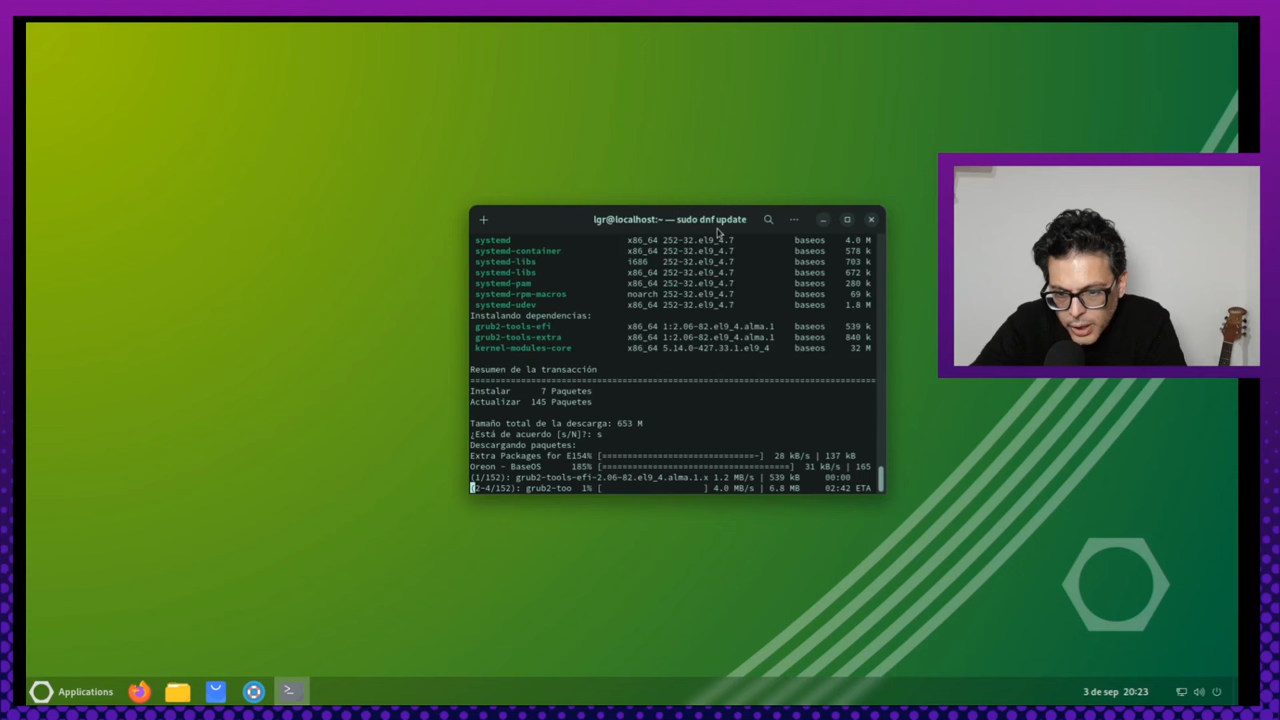 lgr@localhost:~ — sudo dnf update
systemd x86_64 252-32.el9_4.7 baseos 4.0 M
systemd-container x86_64 252-32.el9_4.7 baseos 578 k
systemd-libs i686 252-32.el9_4.7 baseos 703 k
systemd-libs x86_64 252-32.el9_4.7 baseos 672 k
systemd-pam x86_64 252-32.el9_4.7 baseos 280 k
systemd-rpm-macros noarch 252-32.el9_4.7 baseos 69 k
systemd-udev x86_64 252-32.el9_4.7 baseos 1.8 M
Instalando dependencias:
grub2-tools-efi x86_64 1:2.06-82.el9_4.alma.1 baseos 539 k
grub2-tools-extra x86_64 1:2.06-82.el9_4.alma.1 baseos 840 k
kernel-modules-core x86_64 5.14.0-427.33.1.el9_4 baseos 32 M
Resumen de la transacción
================================================================================
Instalar 7 Paquetes
Actualizar 145 Paquetes
Tamaño total de la descarga: 653 M
¿Está de acuerdo [s/N]?: s
Descargando paquetes:
Extra Packages for E154% [===========================-] 28 kB/s | 137 kB
Oreon - BaseOS 185% [==================================] 31 kB/s | 165
(1/152): grub2-tools-efi-2.06-82.el9_4.alma.1.x 1.2 MB/s | 539 kB 00:00
(2-4/152): grub2-too 1% [ ] 4.0 MB/s | 6.8 MB 02:42 ETA
Applications
3 de sep 20:23